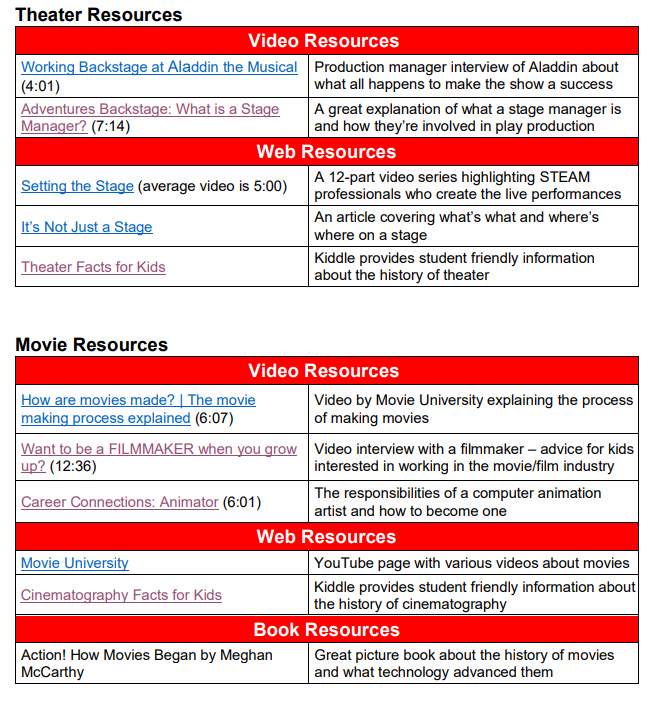 Theater Resources
Video Resources
Working Backstage at Aladdin the Musical
(4:01)
Production manager interview of Aladdin about
what all happens to make the show a success
Adventures Backstage: What is a Stage
Manager? (7:14)
A great explanation of what a stage manager is
and how they're involved in play production
Web Resources
Setting the Stage (average video is 5:00)
A 12-part video series highlighting STEAM
professionals who create the live performances
It's Not Just a Stage
An article covering what's what and where's
where on a stage
Theater Facts for Kids
Kiddle provides student friendly information
about the history of theater
Movie Resources
Video Resources
How are movies made? | The movie
making process explained (6:07)
Video by Movie University explaining the process
of making movies
Want to be a FILMMAKER when you grow
up? (12:36)
Video interview with a filmmaker – advice for kids
interested in working in the movie/film industry
Career Connections: Animator (6:01)
The responsibilities of a computer animation
artist and how to become one
Web Resources
Movie University
YouTube page with various videos about movies
Cinematography Facts for Kids
Kiddle provides student friendly information about
the history of cinematography
Book Resources
Action! How Movies Began by Meghan
McCarthy
Great picture book about the history of movies
and what technology advanced them